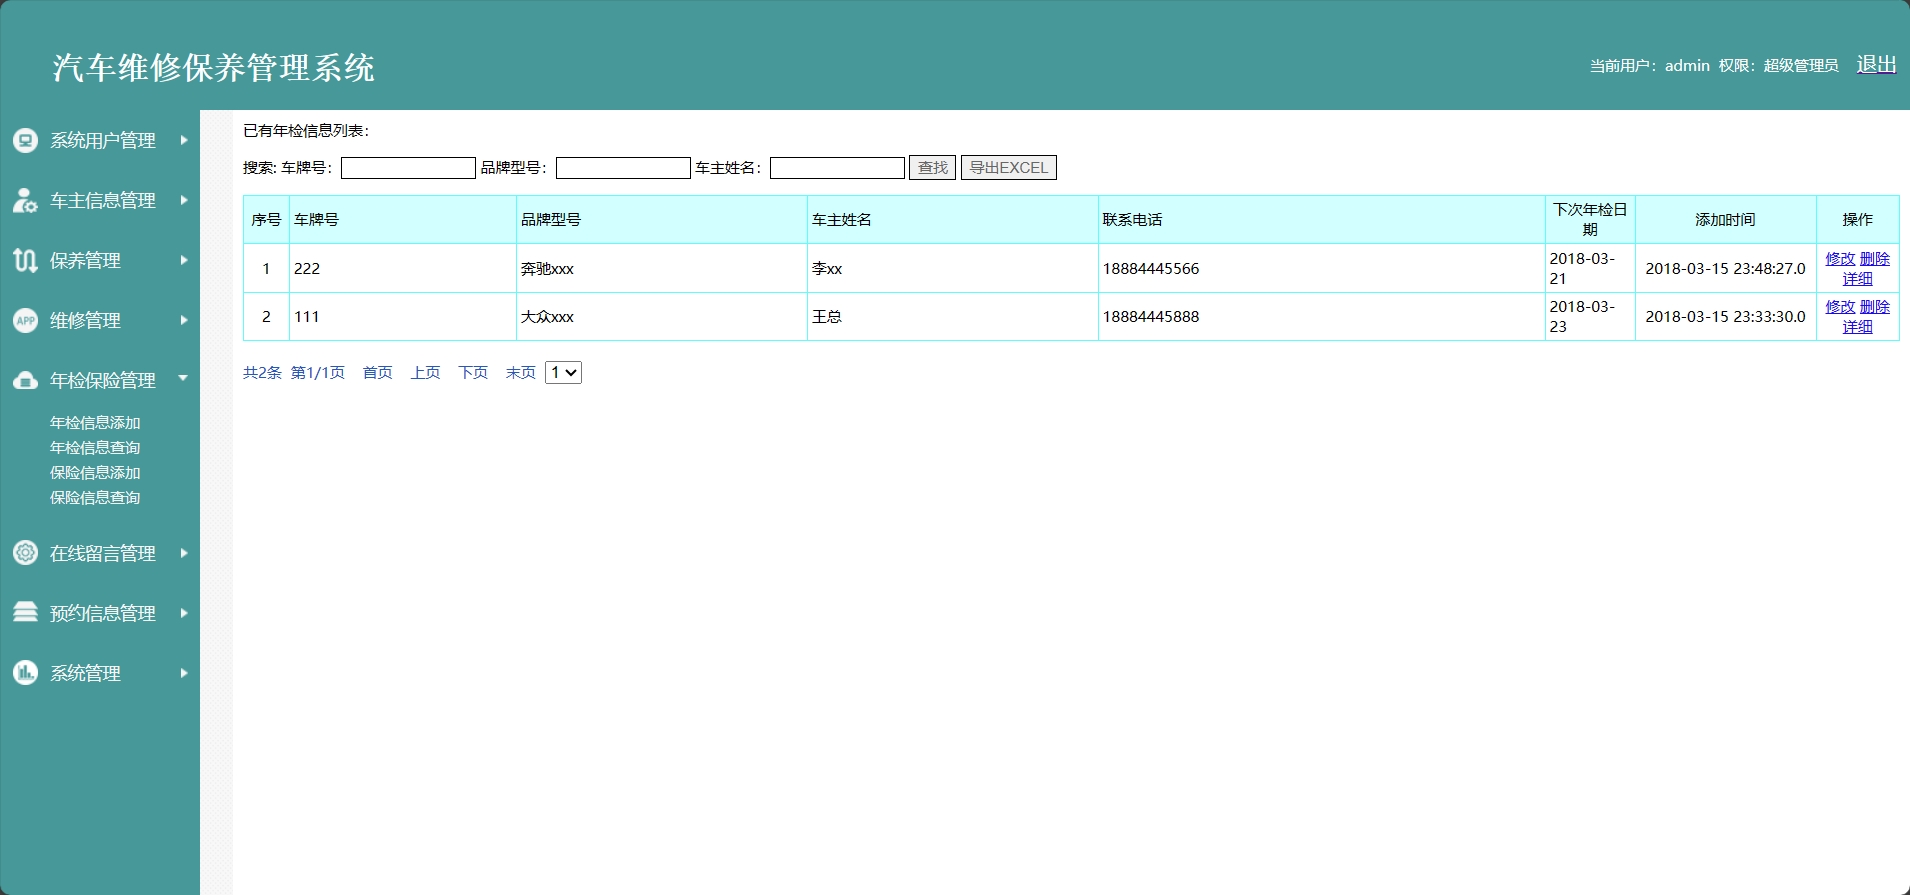 汽车维修保养管理系统
当前用户：admin 权限：超级管理员 退出
系统用户管理
车主信息管理
保养管理
APP 维修管理
年检保险管理
年检信息添加
年检信息查询
保险信息添加
保险信息查询
在线留言管理
预约信息管理
系统管理
已有年检信息列表：
搜索: 车牌号： 品牌型号： 车主姓名： 查找 导出EXCEL
序号 车牌号 品牌型号 车主姓名 联系电话 下次年检日期 添加时间 操作
1 222 奔驰xxx 李xx 18884445566 2018-03-21 2018-03-15 23:48:27.0 修改 删除 详细
2 111 大众xxx 王总 18884445888 2018-03-23 2018-03-15 23:33:30.0 修改 删除 详细
共2条 第1/1页 首页 上页 下页 末页 1